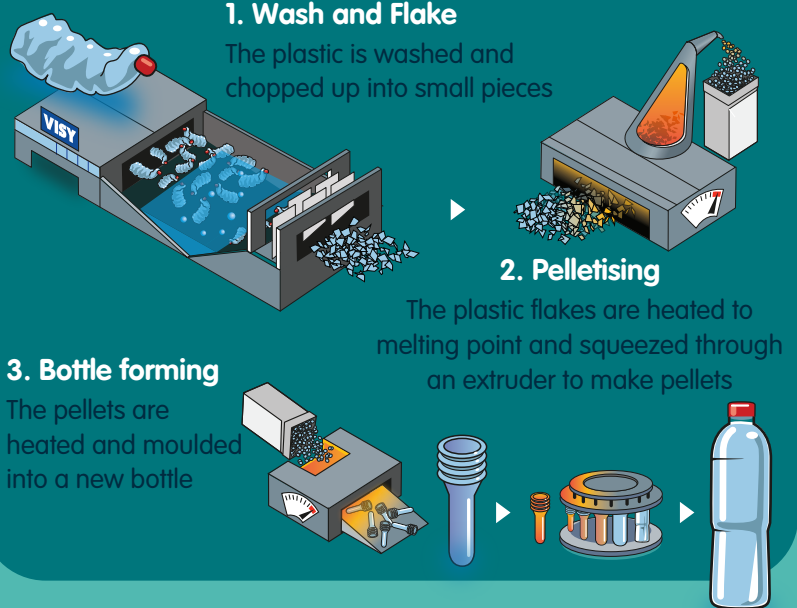 1. Wash and Flake
The plastic is washed and
chopped up into small pieces
VISY
2. Pelletising
The plastic flakes are heated to
melting point and squeezed through
an extruder to make pellets
3. Bottle forming
The pellets are
heated and moulded
into a new bottle